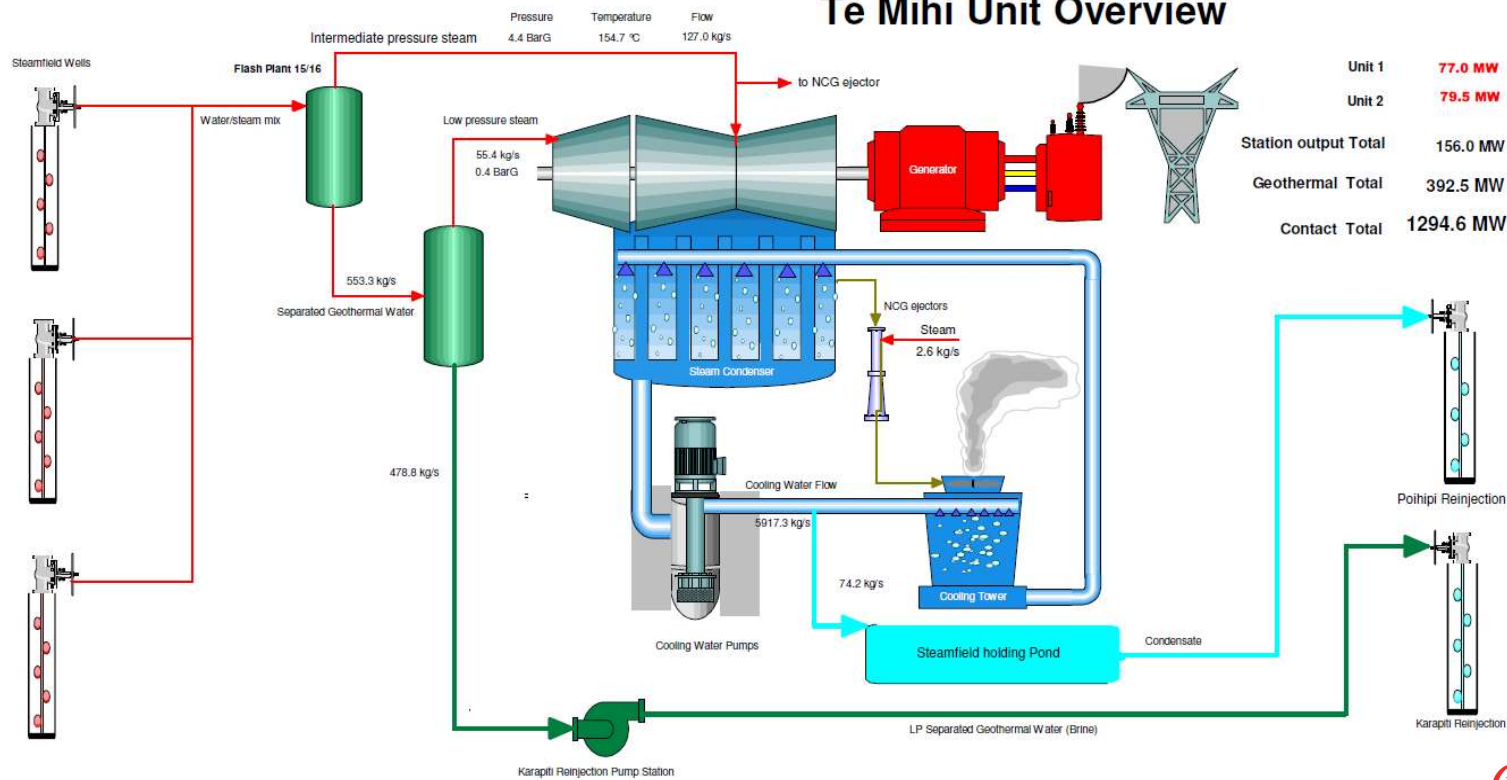 Te Mihi Unit Overview
Pressure Temperature Flow
Intermediate pressure steam 4.4 BarG 154.7 °C 127.0 kg/s
Steamfield Wells
Flash Plant 15/16
to NCG ejector
Water/steam mix
Low pressure steam
55.4 kg/s
0.4 BarG
Generator
Unit 1 77.0 MW
Unit 2 79.5 MW
Station output Total 156.0 MW
Geothermal Total 392.5 MW
Contact Total 1294.6 MW
553.3 kg/s
Separated Geothermal Water
NCG ejectors
Steam
2.6 kg/s
Steam Condenser
478.8 kg/s
=
Cooling Water Flow
5917.3 kg/s
Poihipi Reinjection
74.2 kg/s
Cooling Tower
Cooling Water Pumps
Steamfield holding Pond
Condensate
LP Separated Geothermal Water (Brine)
Karapiti Reinjection
Karapiti Reinjection Pump Station